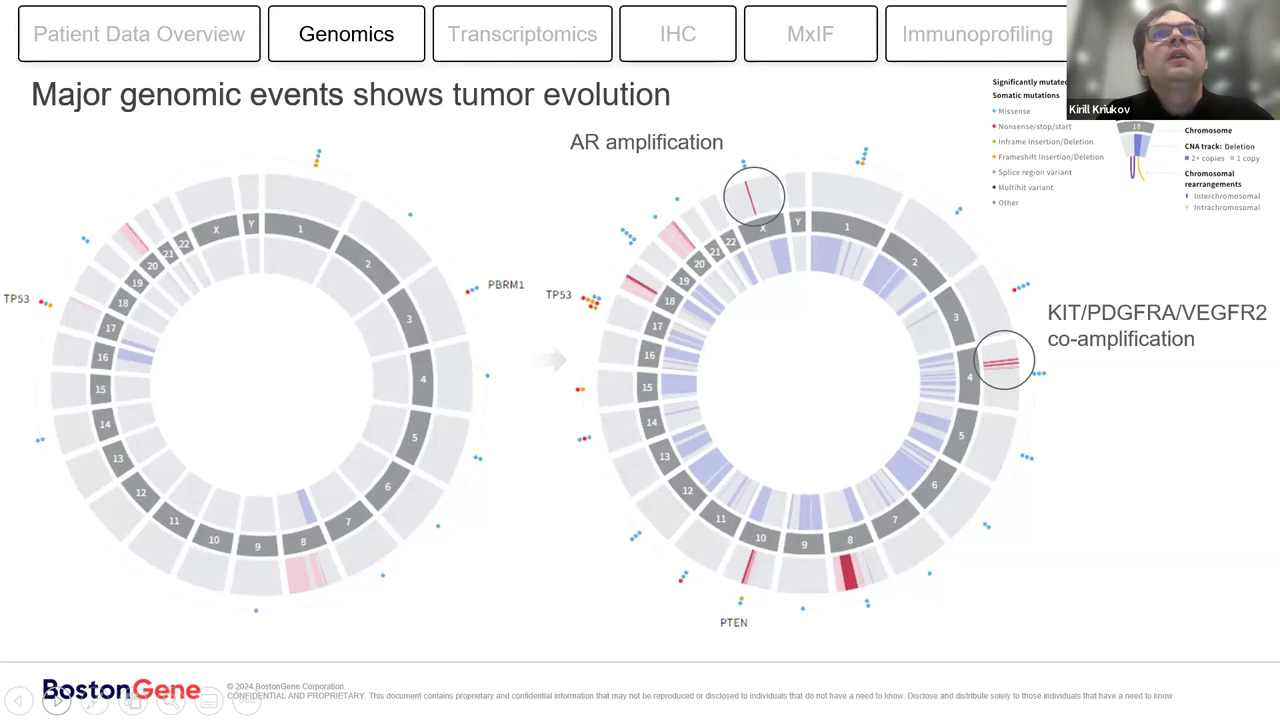 Patient Data Overview
Genomics
Transcriptomics
IHC
MxIF
Immunoprofiling
Major genomic events shows tumor evolution
Kirill Kriukov
Somatic mutations
Missense
Nonsense/stop/start
Inframe Insertion/Deletion
Frameshift Insertion/Deletion
Splice region variant
Multihit variant
Other
18
Chromosome
CNA track: Deletion
2+ copies
1 copy
Chromosomal
rearrangements
Interchromosomal
Intrachromosomal
TP53
PBRM1
1
2
3
4
5
6
7
8
9
10
11
12
13
14
15
16
17
18
19
20
21
22
X
Y
AR amplification
TP53
KIT/PDGFRA/VEGFR2
co-amplification
PTEN
1
2
3
4
5
6
7
8
9
10
11
12
13
14
15
16
17
18
19
20
21
22
X
Y
BostonGene
© 2024 BostonGene Corporation.
CONFIDENTIAL AND PROPRIETARY. This document contains proprietary and confidential information that may not be reproduced or disclosed to individuals that do not have a need to know. Disclose and distribute solely to those individuals that have a need to know